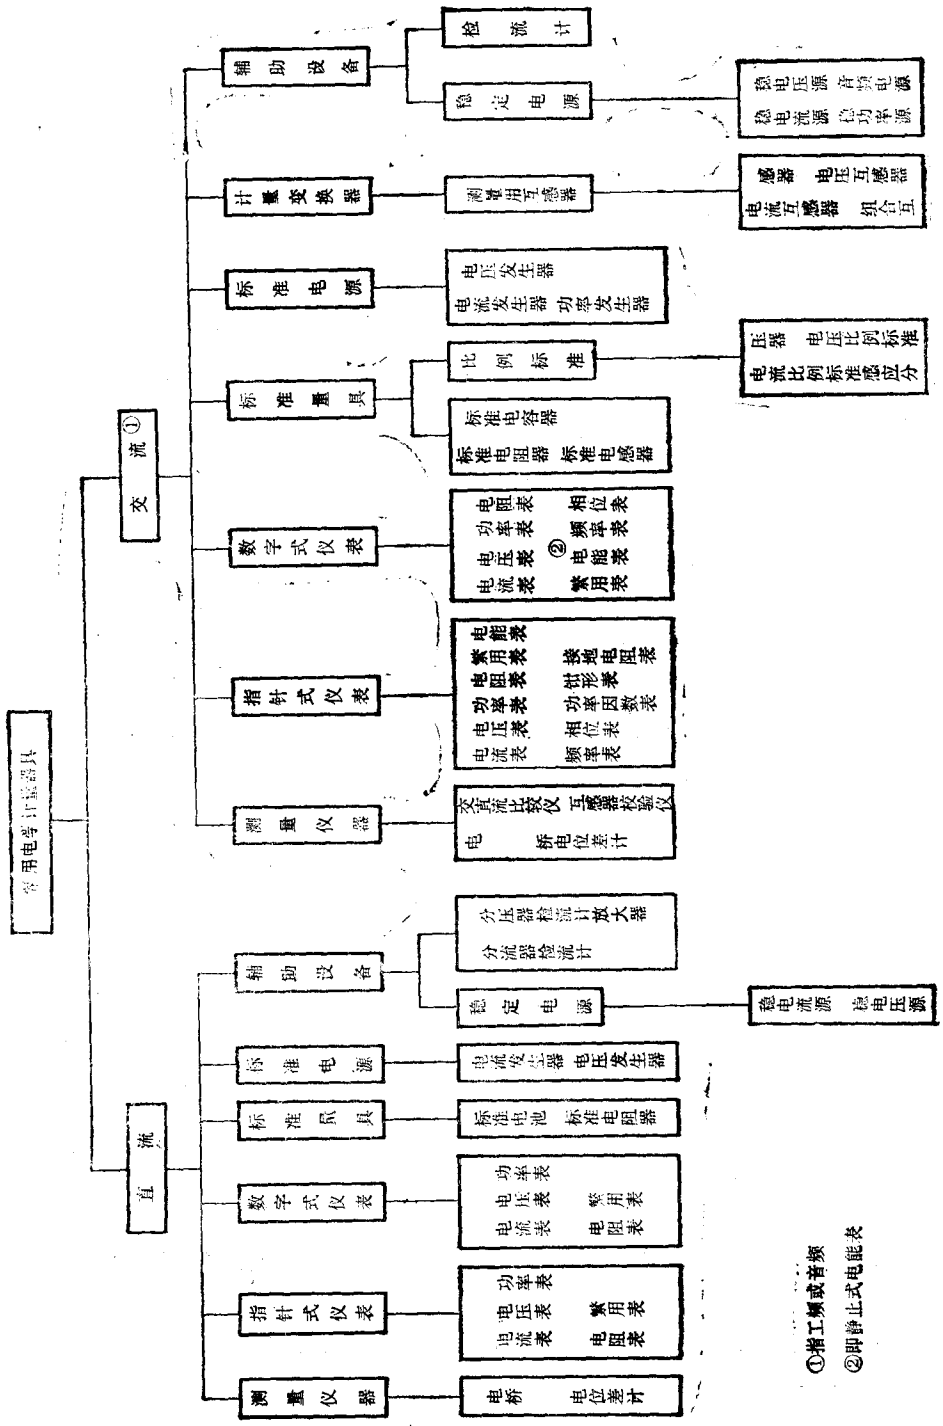 常用电学计量器具
直流
测量仪器
电桥 电位差计
指针式仪表
电流表 电压表 功率表
电阻表 繁用表
数字式仪表
电流表 电压表 功率表
电阻表 繁用表
标准量具
标准电池 标准电阻器
标准电源
电流发生器 电压发生器
辅助设备
稳定电源
稳电流源 稳电压源
分流器检流计
分压器检流计放大器
交流①
测量仪器
电桥电位差计
交直流比较仪 互感器校验仪
指针式仪表
电流表 电压表 功率表 电阻表 繁用表 电能表
频率表 相位表 功率因数表 钳形表 接地电阻表
数字式仪表
电流表 电压表 功率表 电阻表
繁用表 电能表② 频率表 相位表
标准量具
标准电阻器 标准电感器
标准电容器
比例标准
电流比例标准感应分
压器 电压比例标准
标准电源
电流发生器 功率发生器
电压发生器
计量变换器
测量用互感器
电流互感器 组合互
感器 电压互感器
辅助设备
稳定电源
稳电流源 稳功率源
稳电压源 音频电源
检流计
①指工频或音频
②即静止式电能表